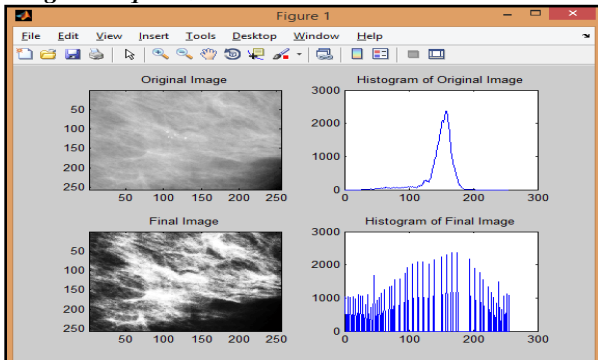 Figure 1
File Edit View Insert Tools Desktop Window Help
Original Image
50
100
150
200
250
50 100 150 200 250
Histogram of Original Image
3000
2000
1000
0
0 100 200 300
Final Image
50
100
150
200
250
50 100 150 200 250
Histogram of Final Image
3000
2000
1000
0
0 100 200 300